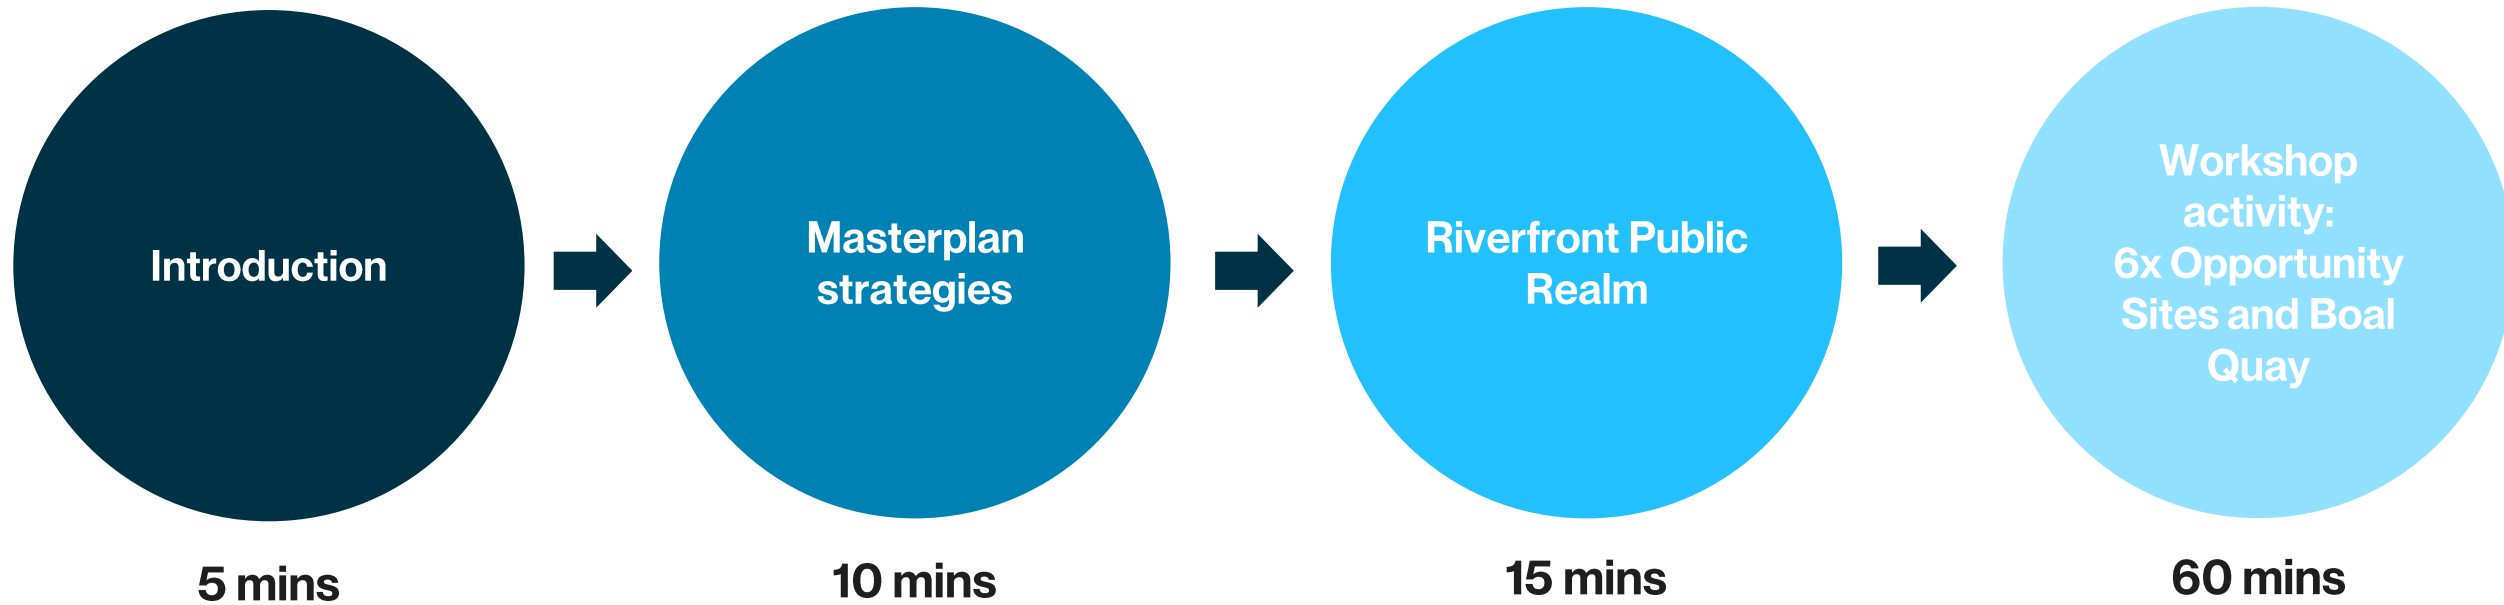 Introduction
Masterplan
strategies
Riverfront Public
Realm
Workshop
activity:
6x Opportunity
Sites and Boal
Quay
5 mins
10 mins
15 mins
60 mins